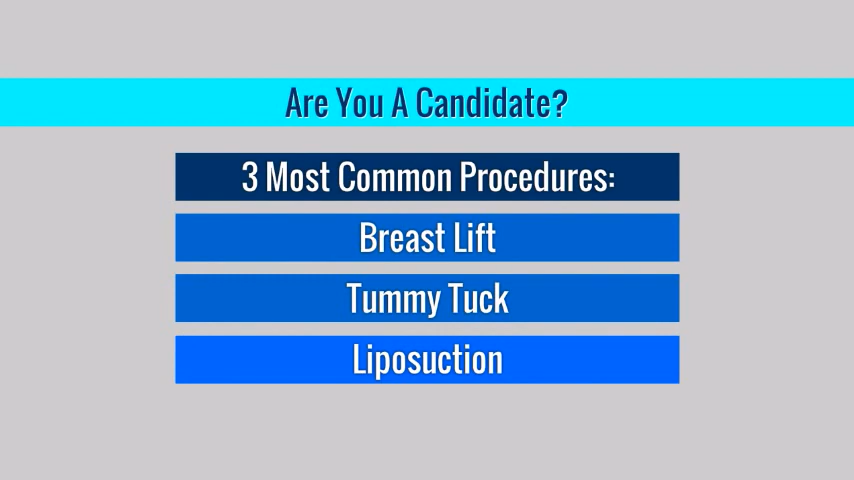 Are You A Candidate?
3 Most Common Procedures:
Breast Lift
Tummy Tuck
Liposuction